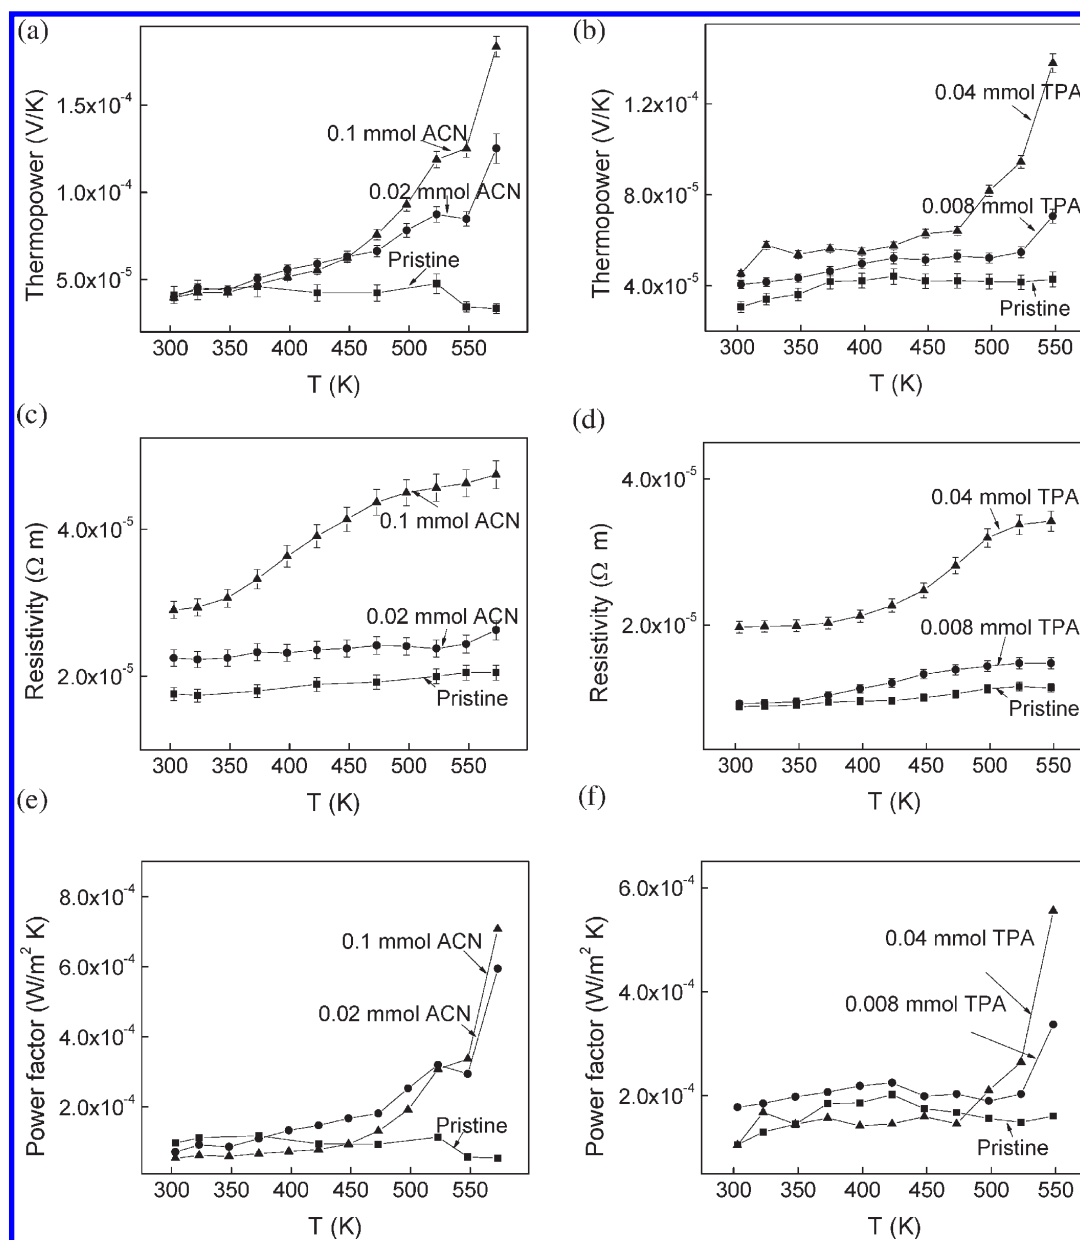 (a)
Thermopower (V/K)
1.5x10⁻⁴
1.0x10⁻⁴
5.0x10⁻⁵
0.1 mmol ACN
0.02 mmol ACN
Pristine
300 350 400 450 500 550
T (K)
(b)
Thermopower (V/K)
1.2x10⁻⁴
8.0x10⁻⁵
4.0x10⁻⁵
0.04 mmol TPA
0.008 mmol TPA
Pristine
300 350 400 450 500 550
T (K)
(c)
Resistivity (Ω m)
4.0x10⁻⁵
2.0x10⁻⁵
0.1 mmol ACN
0.02 mmol ACN
Pristine
300 350 400 450 500 550
T (K)
(d)
Resistivity (Ω m)
4.0x10⁻⁵
2.0x10⁻⁵
0.04 mmol TPA
0.008 mmol TPA
Pristine
300 350 400 450 500 550
T (K)
(e)
Power factor (W/m² K)
8.0x10⁻⁴
6.0x10⁻⁴
4.0x10⁻⁴
2.0x10⁻⁴
0.1 mmol ACN
0.02 mmol ACN
Pristine
300 350 400 450 500 550
T (K)
(f)
Power factor (W/m² K)
6.0x10⁻⁴
4.0x10⁻⁴
2.0x10⁻⁴
0.04 mmol TPA
0.008 mmol TPA
Pristine
300 350 400 450 500 550
T (K)